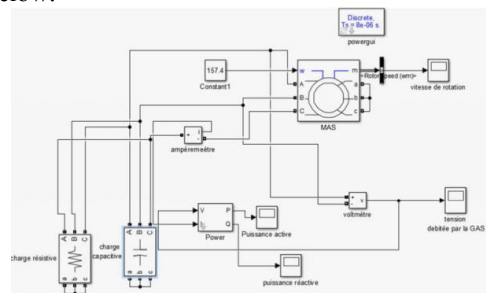 Discrete,
Ts = 8e-06 s.
powergui
157.4
Constant1
w
m
A
B
C
a
b
c
<Rotor speed (wm)>
MAS
vitesse de rotation
+
i
-
ampéremeètre
V
I
P
Q
Power
Puissance active
puissance réactive
+
-
v
voltmètre
tension
debitée par la GAS
A
B
C
a
b
c
charge résistive
A
B
C
a
b
c
charge
capacitive